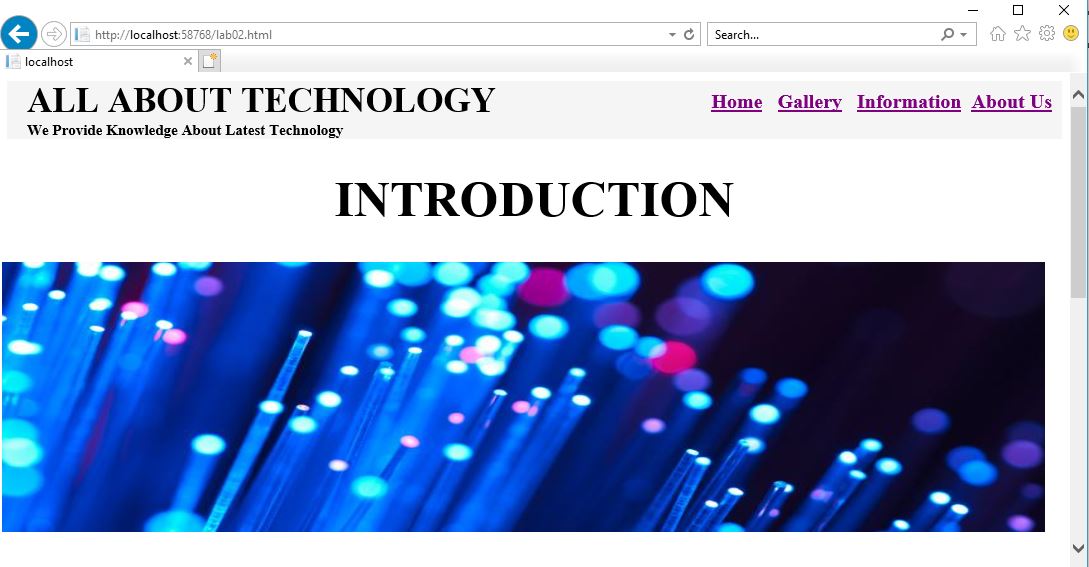 http://localhost:58768/lab02.html
Search...
localhost
ALL ABOUT TECHNOLOGY
Home Gallery Information About Us
We Provide Knowledge About Latest Technology
INTRODUCTION